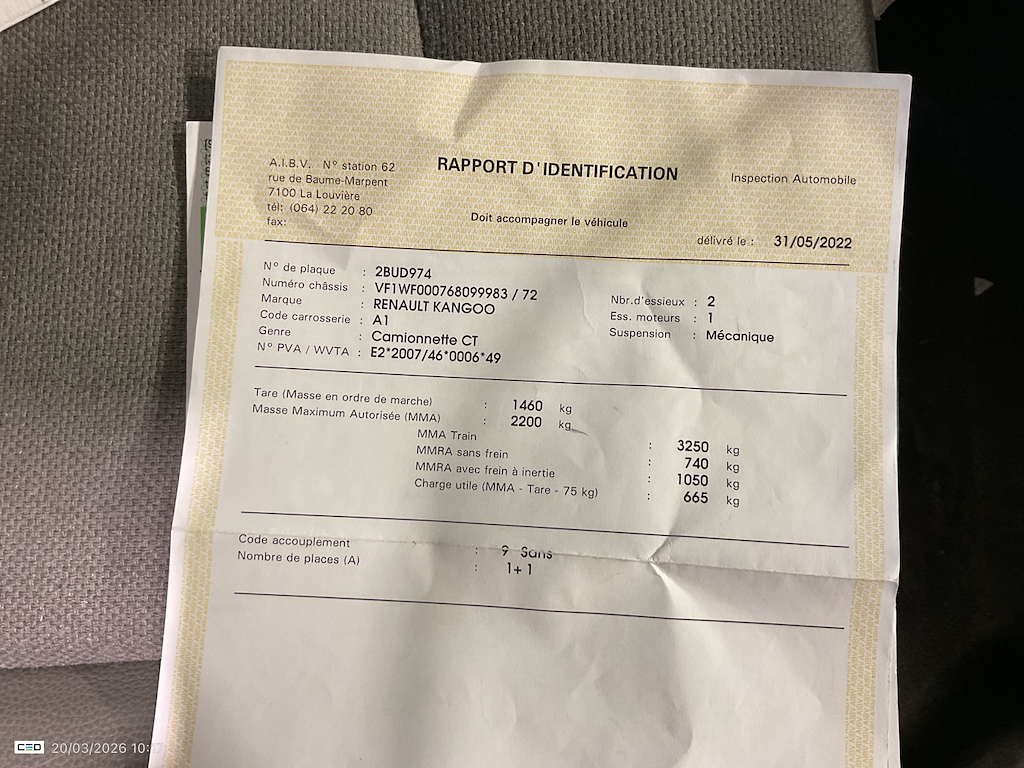 A.I.B.V. N° station 62
rue de Baume-Marpent
7100 La Louvière
tél: (064) 22 20 80
fax:
RAPPORT D'IDENTIFICATION
Doit accompagner le véhicule
Inspection Automobile
délivré le : 31/05/2022
N° de plaque : 2BUD974
Numéro châssis : VF1WF000768099983 / 72
Marque : RENAULT KANGOO
Code carrosserie : A1
Genre : Camionnette CT
N° PVA / WVTA : E2*2007/46*0006*49
Nbr.d'essieux : 2
Ess. moteurs : 1
Suspension : Mécanique
Tare (Masse en ordre de marche) : 1460 kg
Masse Maximum Autorisée (MMA) : 2200 kg
MMA Train : 3250 kg
MMRA sans frein : 740 kg
MMRA avec frein à inertie : 1050 kg
Charge utile (MMA - Tare - 75 kg) : 665 kg
Code accouplement : 9 Sans
Nombre de places (A) : 1+1
CEO 20/03/2026